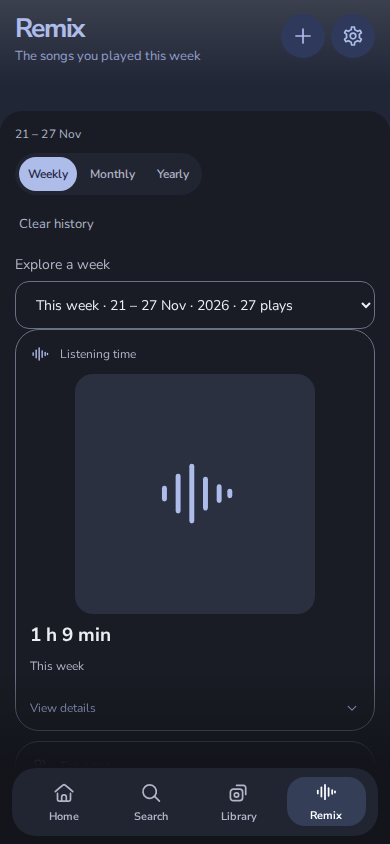 Remix
The songs you played this week
21 – 27 Nov
Weekly Monthly Yearly
Clear history
Explore a week
This week · 21 – 27 Nov · 2026 · 27 plays
Listening time
1 h 9 min
This week
View details
Home Search Library Remix